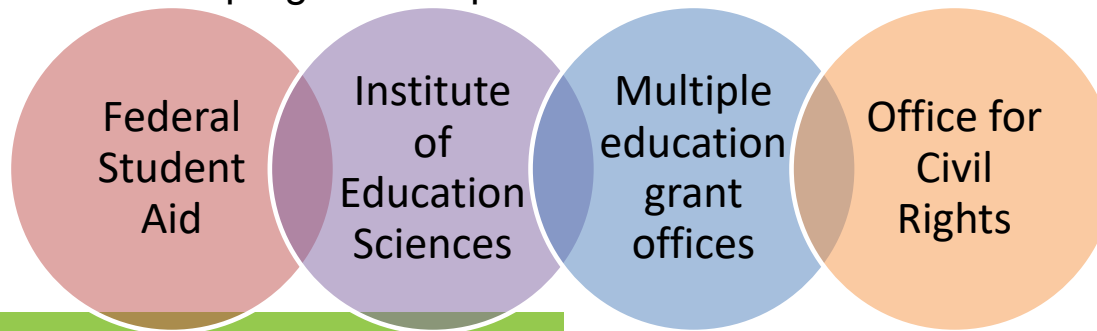 Federal
Student
Aid
Institute
of
Education
Sciences
Multiple
education
grant
offices
Office for
Civil
Rights